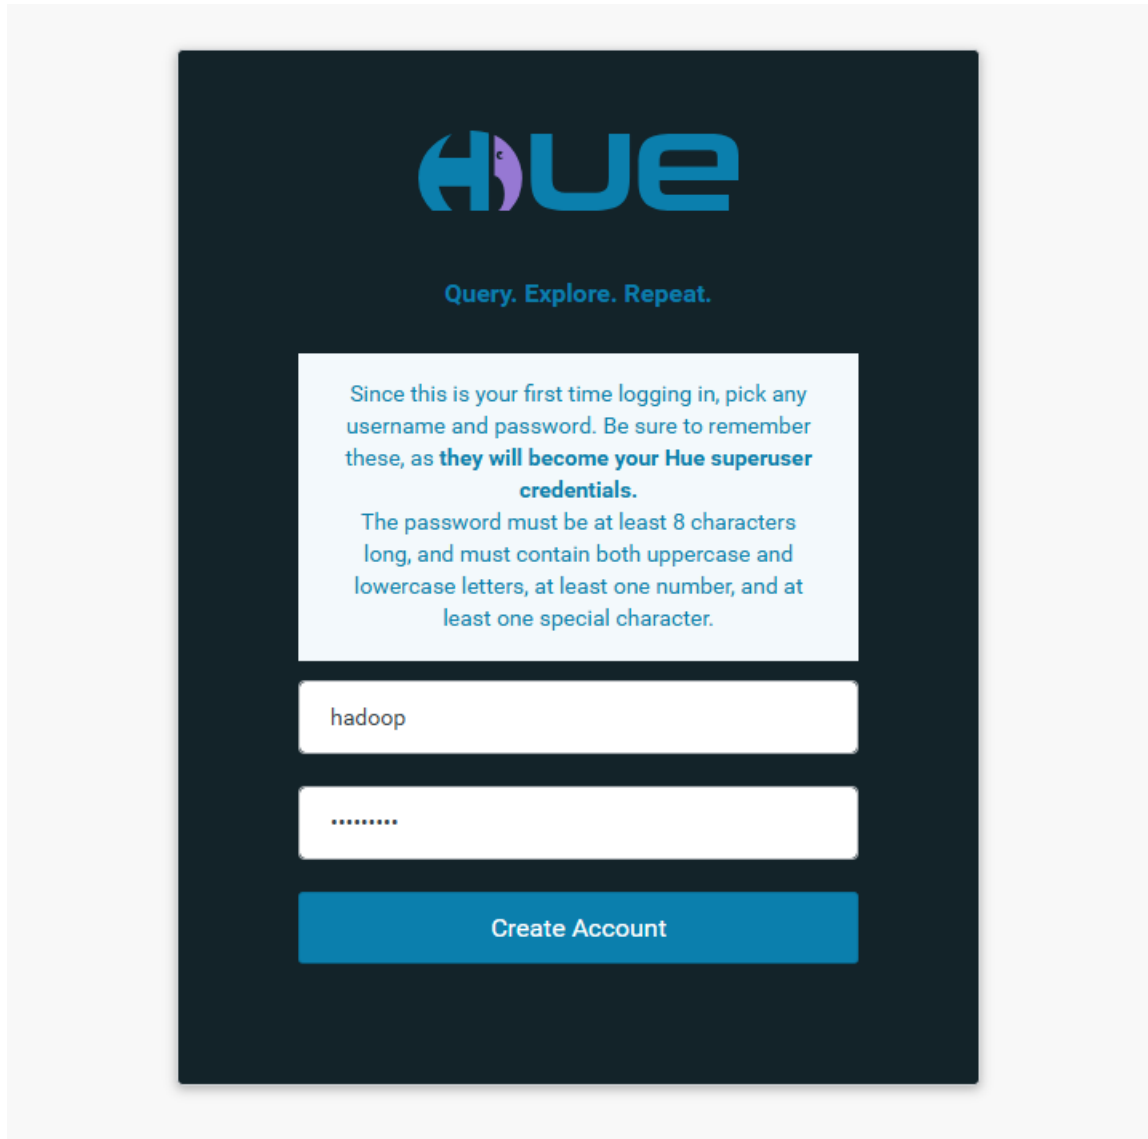 HUE
Query. Explore. Repeat.
Since this is your first time logging in, pick any
username and password. Be sure to remember
these, as they will become your Hue superuser
credentials.
The password must be at least 8 characters
long, and must contain both uppercase and
lowercase letters, at least one number, and at
least one special character.
hadoop
•••••••••
Create Account